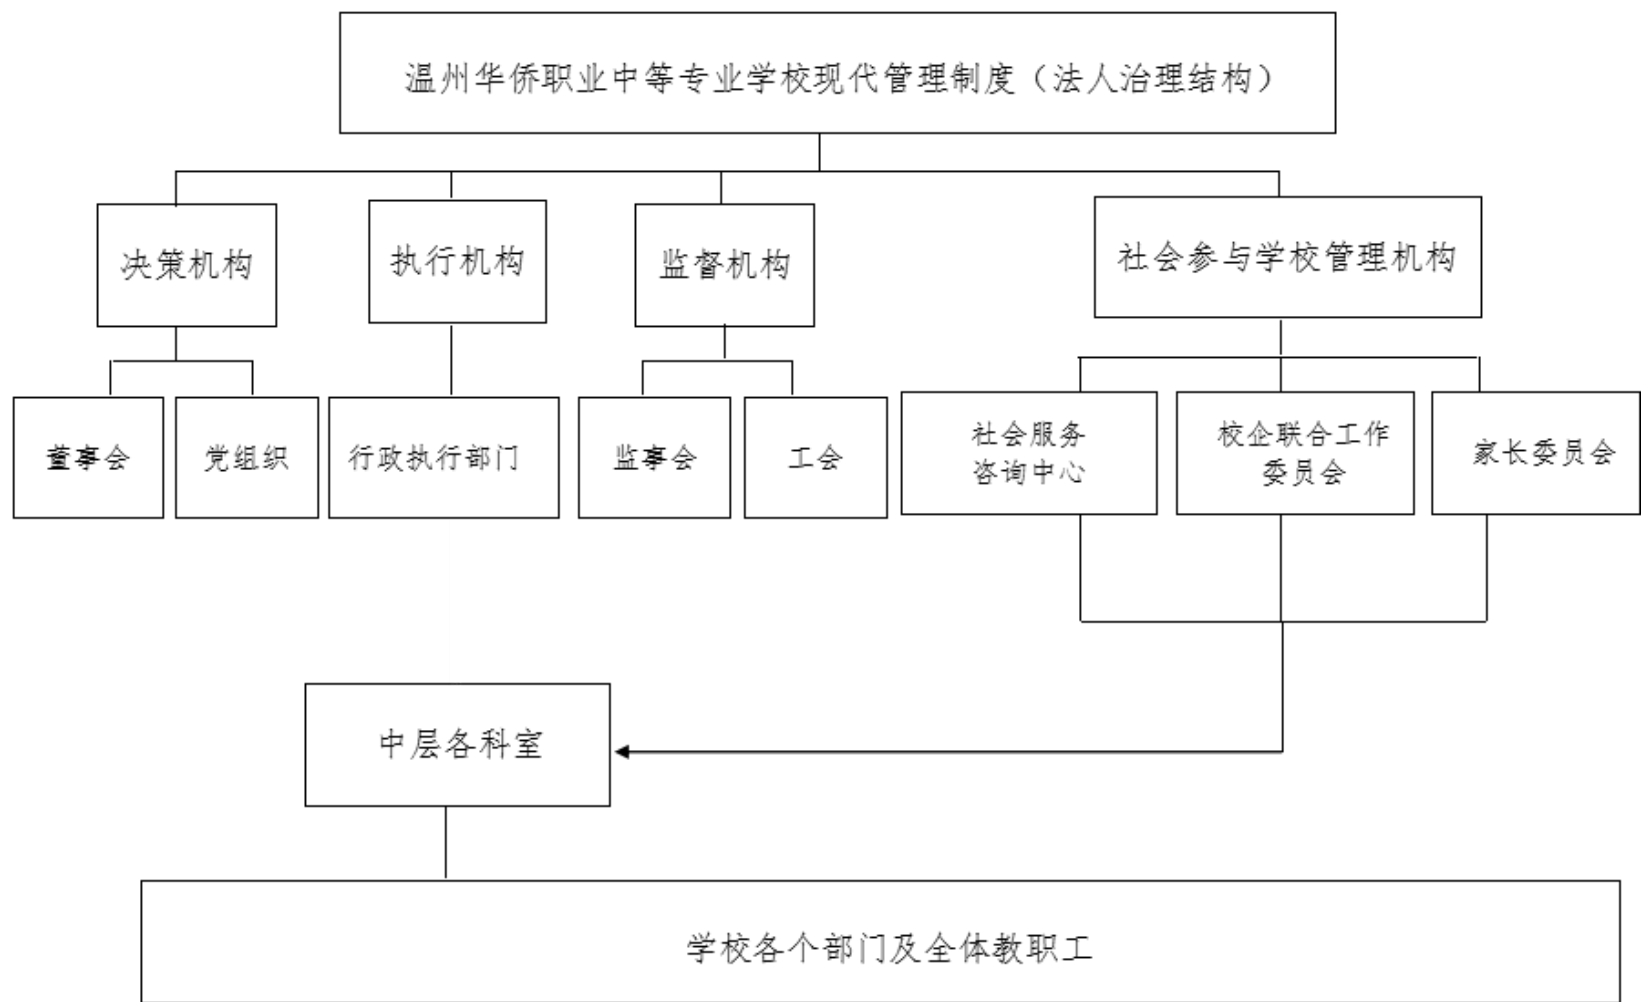 温州华侨职业中等专业学校现代管理制度（法人治理结构）
决策机构
执行机构
监督机构
社会参与学校管理机构
董事会
党组织
行政执行部门
监事会
工会
社会服务
咨询中心
校企联合工作
委员会
家长委员会
中层各科室
学校各个部门及全体教职工